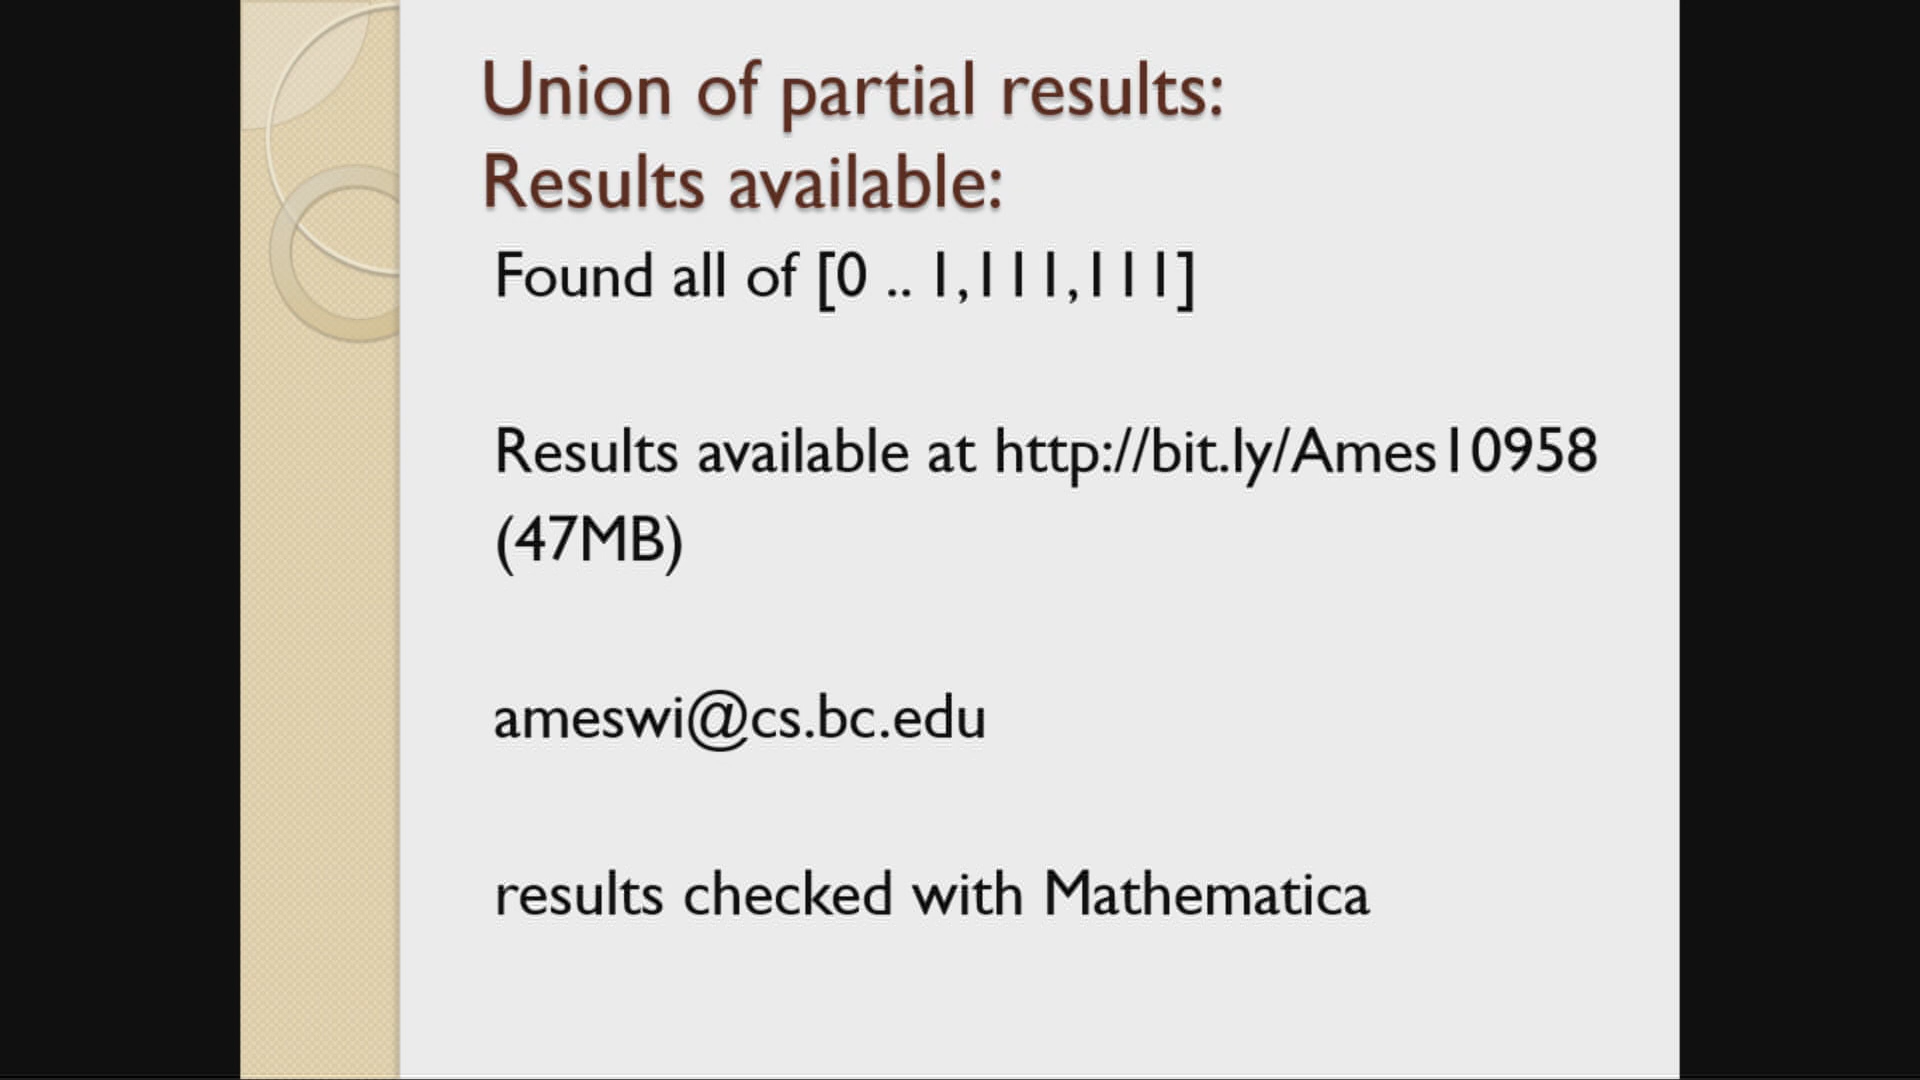 Union of partial results:
Results available:
Found all of [0 .. 1,111,111]
Results available at http://bit.ly/Ames10958
(47MB)
ameswi@cs.bc.edu
results checked with Mathematica